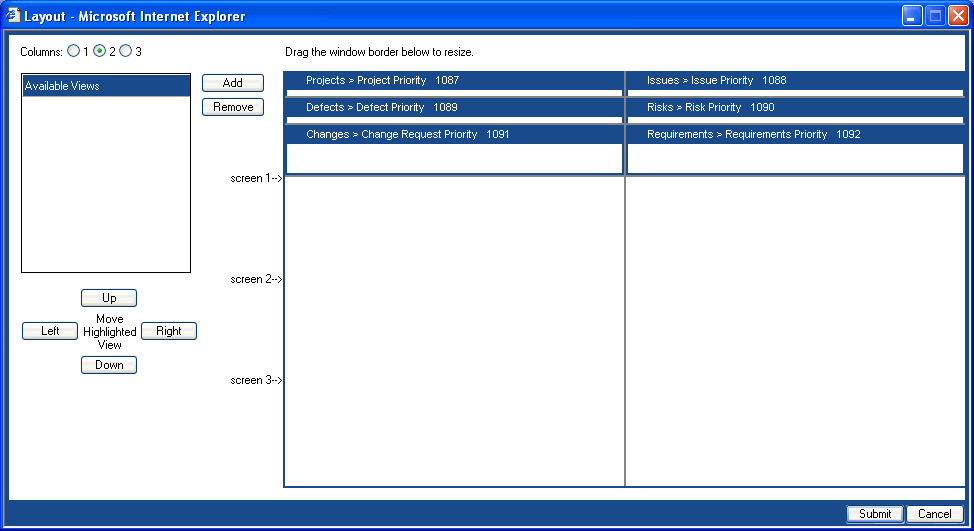 Layout - Microsoft Internet Explorer
Columns: 1 2 3
Drag the window border below to resize.
Available Views
Add
Remove
Projects > Project Priority 1087
Issues > Issue Priority 1088
Defects > Defect Priority 1089
Risks > Risk Priority 1090
Changes > Change Request Priority 1091
Requirements > Requirements Priority 1092
screen 1-->
screen 2-->
screen 3-->
Up
Left
Move
Highlighted
View
Right
Down
Submit
Cancel